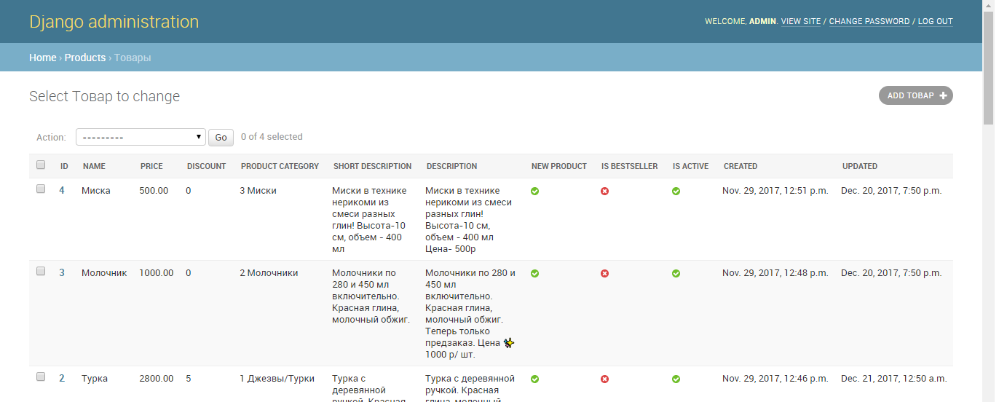 Django administration
WELCOME, ADMIN. VIEW SITE / CHANGE PASSWORD / LOG OUT
Home › Products › Товары
Select Товар to change
ADD ТОВАР +
Action: --------- Go 0 of 4 selected
ID NAME PRICE DISCOUNT PRODUCT CATEGORY SHORT DESCRIPTION DESCRIPTION NEW PRODUCT IS BESTSELLER IS ACTIVE CREATED UPDATED
4 Миска 500.00 0 3 Миски Миски в технике Миски в технике Nov. 29, 2017, 12:51 p.m. Dec. 20, 2017, 7:50 p.m.
нерикоми из нерикоми из смеси
смеси разных разных глин!
глин! Высота-10 Высота-10 см,
см, объем - 400 объем - 400 мл
мл Цена- 500р
3 Молочник 1000.00 0 2 Молочники Молочники по Молочники по 280 и Nov. 29, 2017, 12:48 p.m. Dec. 20, 2017, 7:50 p.m.
280 и 450 мл 450 мл
включительно. включительно.
Красная глина, Красная глина,
молочный обжиг. молочный обжиг.
Теперь только
предзаказ. Цена ✨
1000 р/ шт.
2 Турка 2800.00 5 1 Джезвы/Турки Турка с Турка с деревянной Nov. 29, 2017, 12:46 p.m. Dec. 21, 2017, 12:50 a.m.
деревянной ручкой. Красная
ручкой. Красная глина, молочный